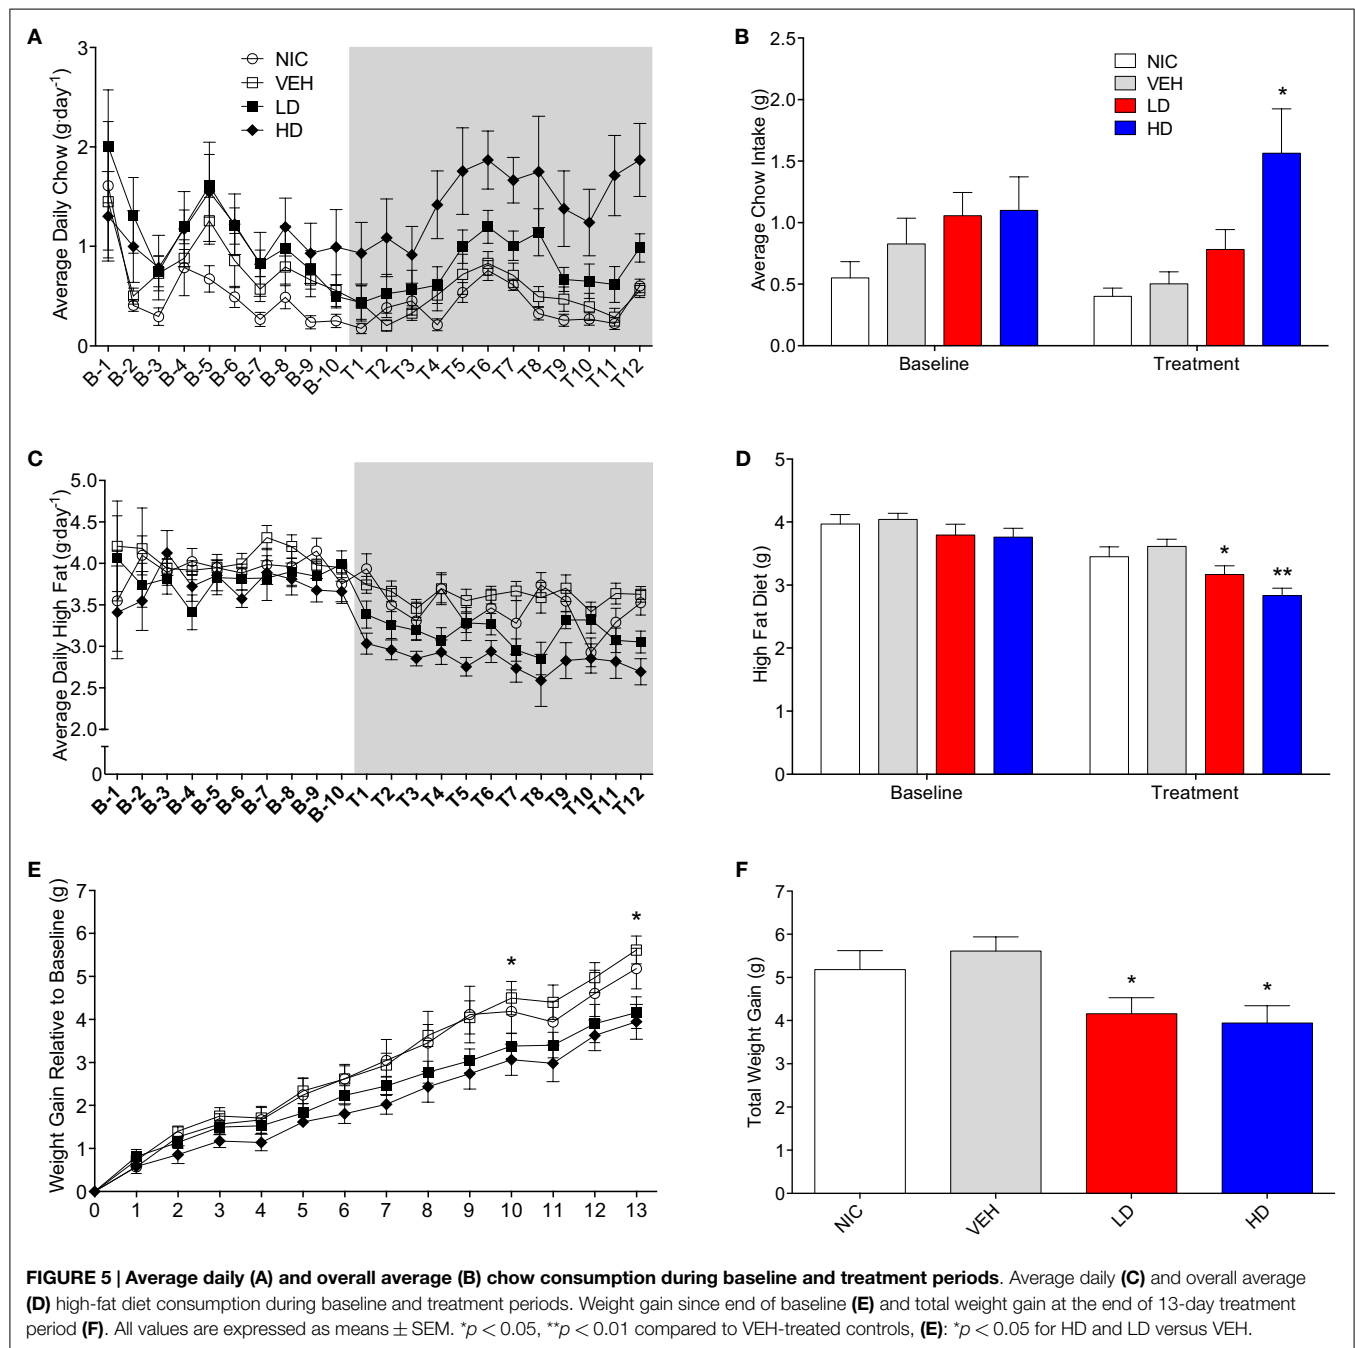 A
3
2
1
0
Average Daily Chow (g·day-1)
NIC
VEH
LD
HD
B-1
B-2
B-3
B-4
B-5
B-6
B-7
B-8
B-9
B-10
T1
T2
T3
T4
T5
T6
T7
T8
T9
T10
T11
T12
B
2.5
2.0
1.5
1.0
0.5
0.0
Average Chow Intake (g)
NIC
VEH
LD
HD
*
Baseline
Treatment
C
5.0
4.5
4.0
3.5
3.0
2.5
2.0
0
Average Daily High Fat (g·day-1)
B-1
B-2
B-3
B-4
B-5
B-6
B-7
B-8
B-9
B-10
T1
T2
T3
T4
T5
T6
T7
T8
T9
T10
T11
T12
D
5
4
3
2
1
0
High Fat Diet (g)
*
**
Baseline
Treatment
E
7
6
5
4
3
2
1
0
Weight Gain Relative to Baseline (g)
*
*
0 1 2 3 4 5 6 7 8 9 10 11 12 13
F
7
6
5
4
3
2
1
0
Total Weight Gain (g)
*
*
NIC
VEH
LD
HD
FIGURE 5 | Average daily (A) and overall average (B) chow consumption during baseline and treatment periods. Average daily (C) and overall average
(D) high-fat diet consumption during baseline and treatment periods. Weight gain since end of baseline (E) and total weight gain at the end of 13-day treatment
period (F). All values are expressed as means ± SEM. *p < 0.05, **p < 0.01 compared to VEH-treated controls, (E): *p < 0.05 for HD and LD versus VEH.